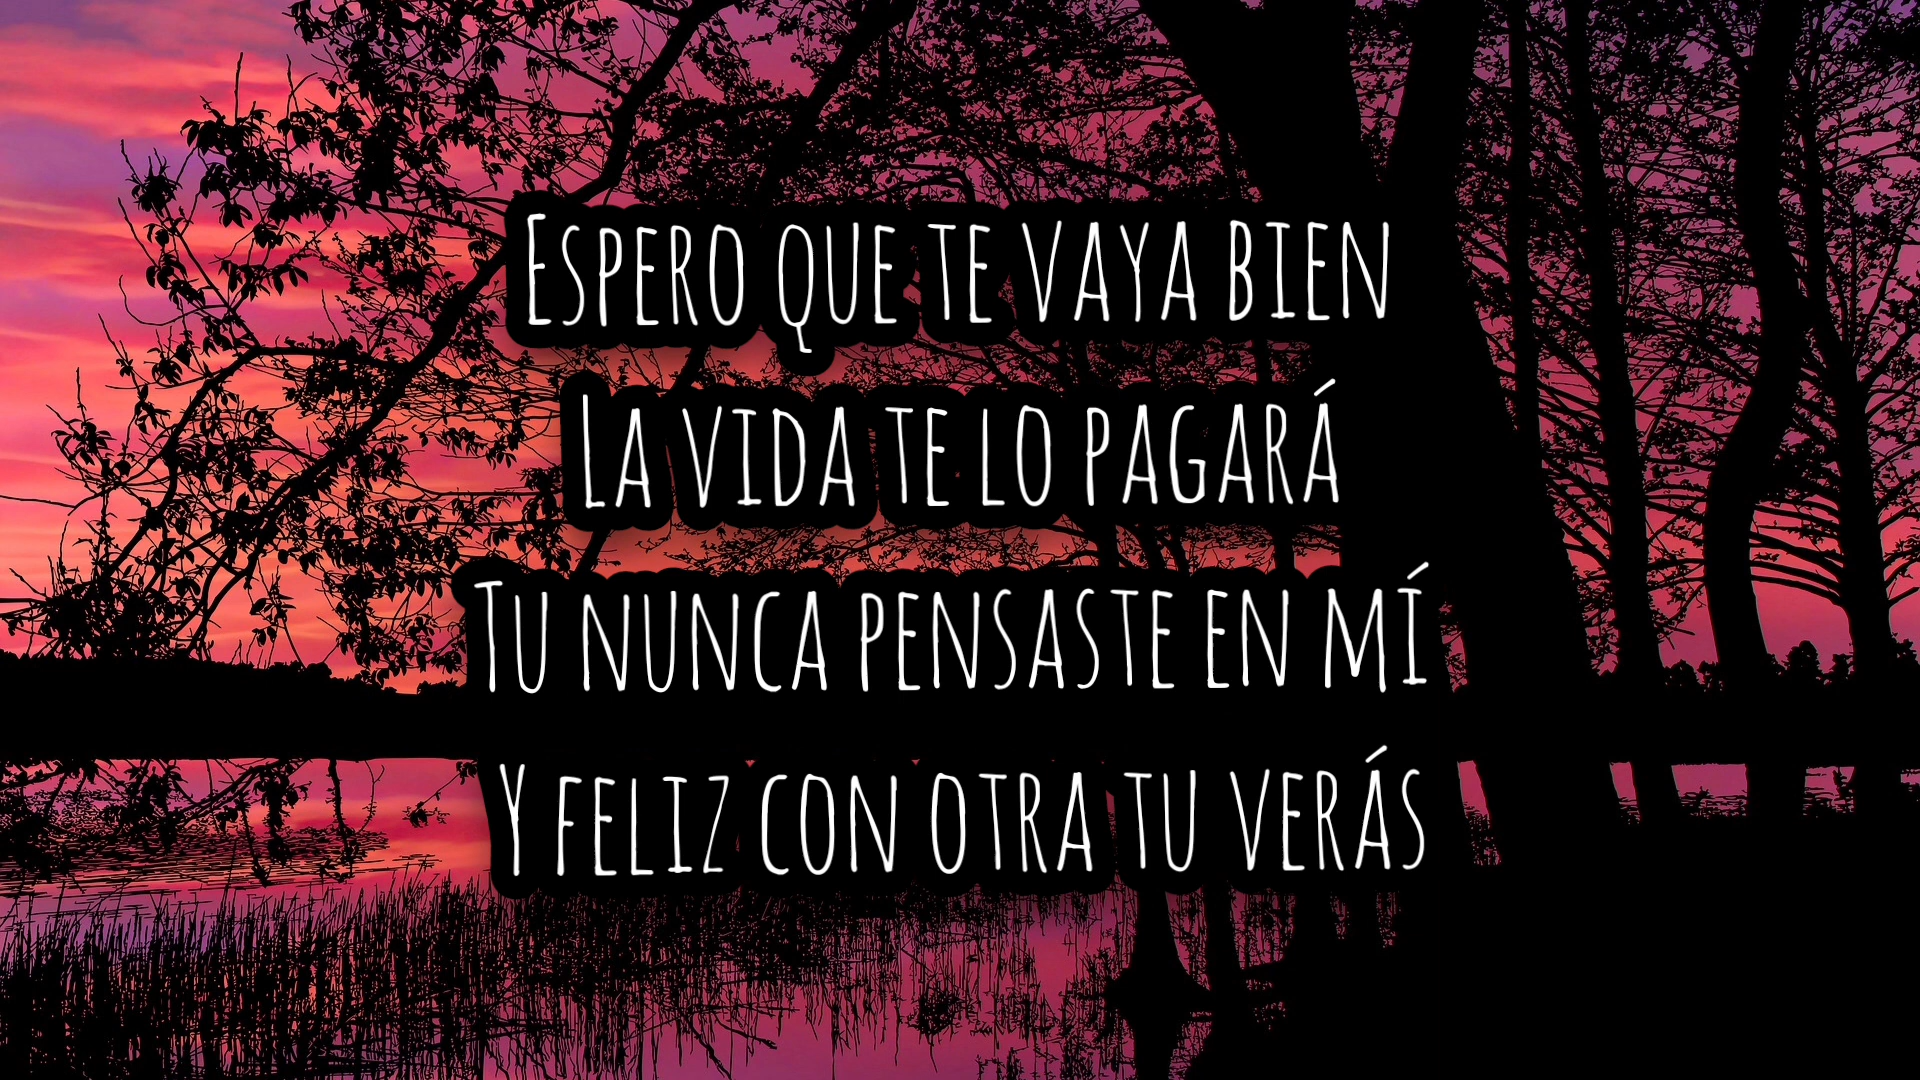 Espero que te vaya bien
La vida te lo pagará
Tu nunca pensaste en mí
Y feliz con otra tu verás